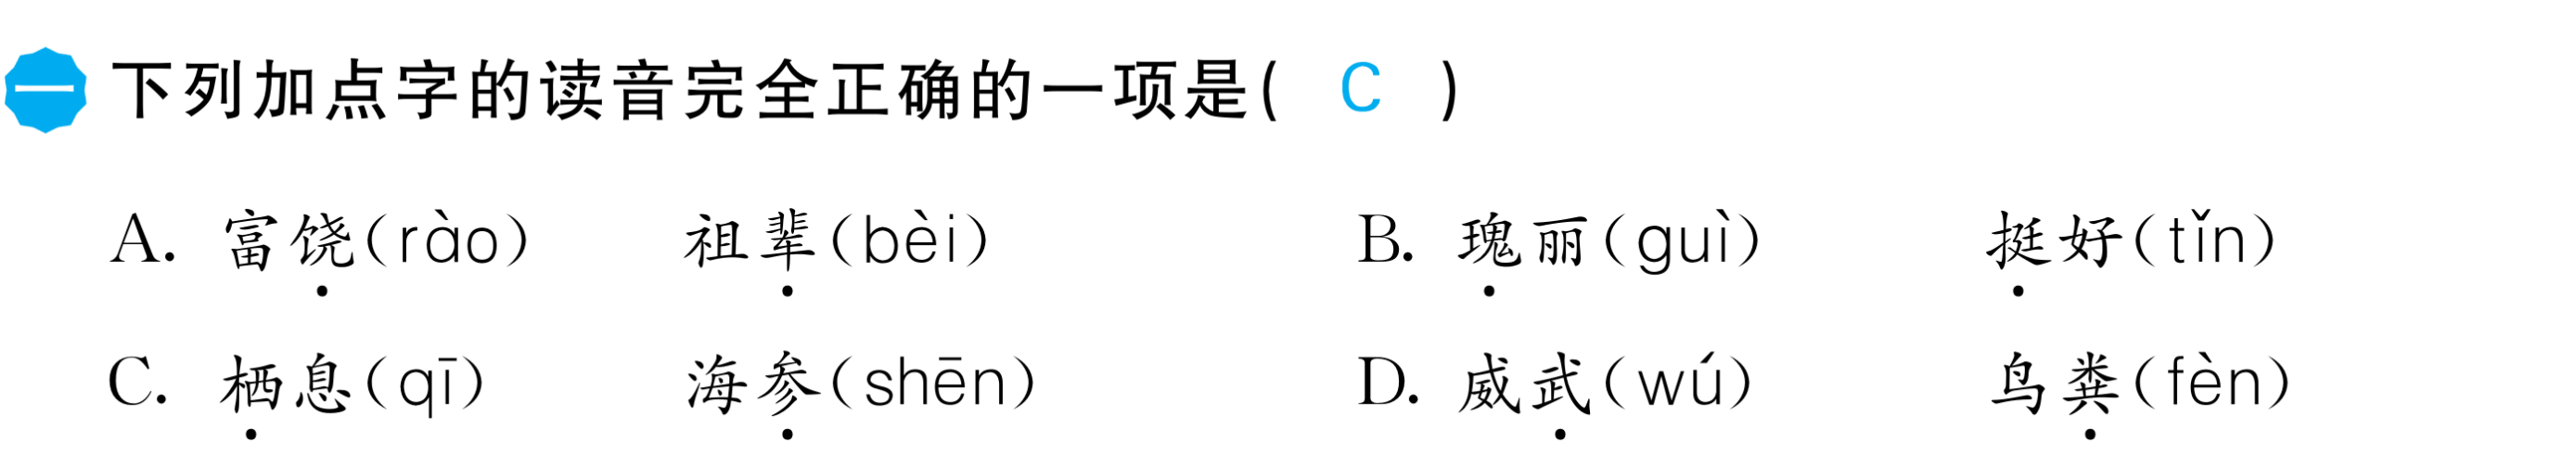 一 下列加点字的读音完全正确的一项是( C )
A. 富饶(rào) 祖辈(bèi) B. 瑰丽(guì) 挺好(tǐn)
C. 栖息(qī) 海参(shēn) D. 威武(wú) 鸟粪(fèn)